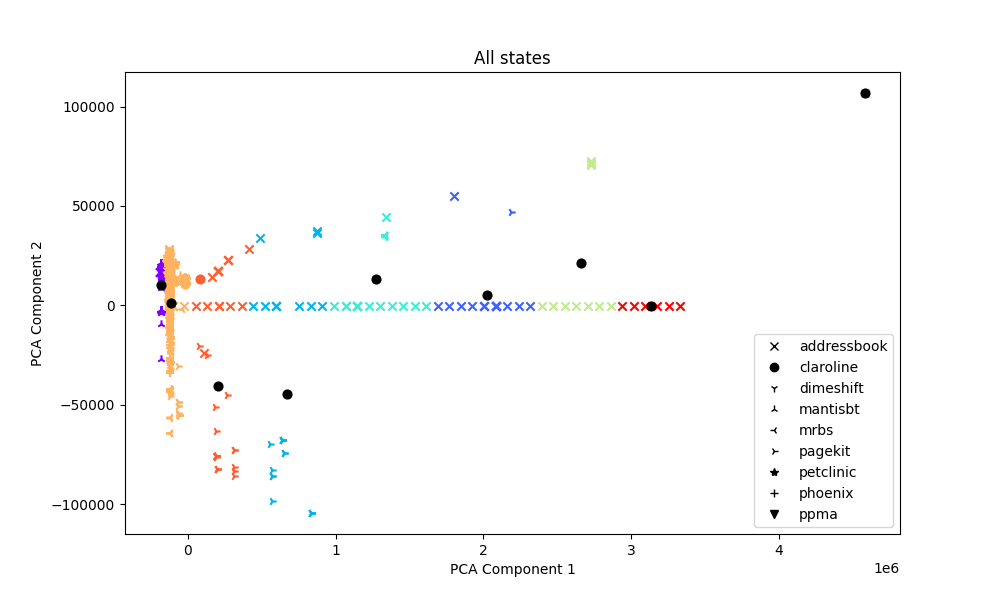 All states
PCA Component 2
100000
50000
0
−50000
−100000
0
1
2
3
4
1e6
PCA Component 1
addressbook
claroline
dimeshift
mantisbt
mrbs
pagekit
petclinic
phoenix
ppma